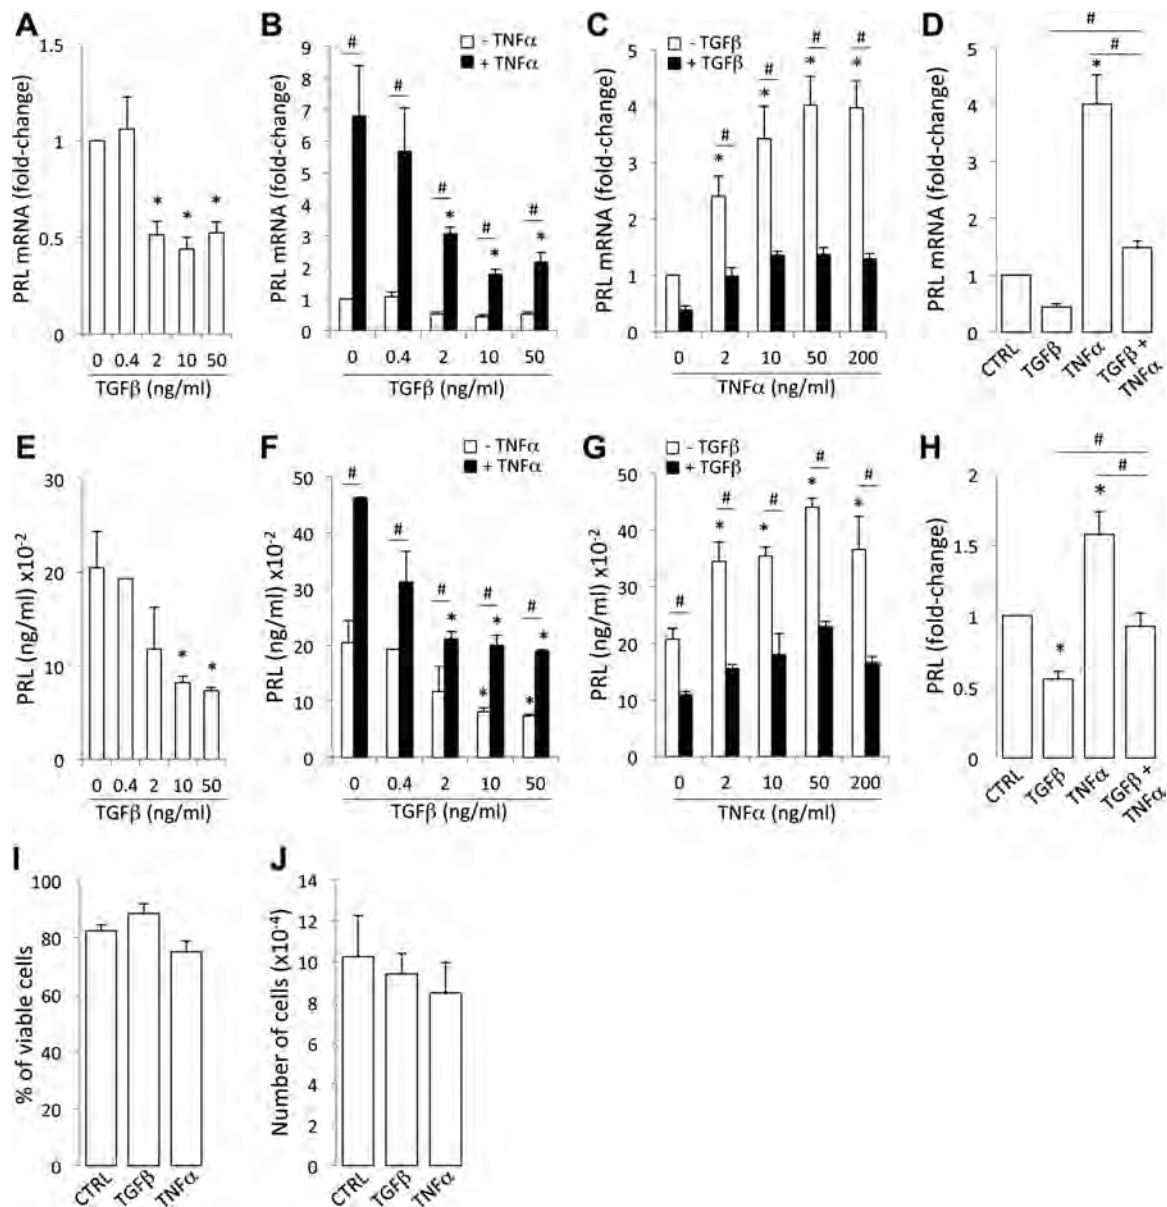 A
PRL mRNA (fold-change)
1.5
1
0.5
0
* * *
0 0.4 2 10 50
TGFβ (ng/ml)
B
PRL mRNA (fold-change)
- TNFα
+ TNFα
9
8
7
6
5
4
3
2
1
0
# # # # #
* * *
0 0.4 2 10 50
TGFβ (ng/ml)
C
PRL mRNA (fold-change)
- TGFβ
+ TGFβ
5
4
3
2
1
0
# # # #
* * * *
0 2 10 50 200
TNFα (ng/ml)
D
PRL mRNA (fold-change)
#
#
*
5
4
3
2
1
0
CTRL
TGFβ
TNFα
TGFβ +
TNFα
E
PRL (ng/ml) x10-2
30
20
10
0
* *
0 0.4 2 10 50
TGFβ (ng/ml)
F
PRL (ng/ml) x10-2
- TNFα
+ TNFα
50
40
30
20
10
0
# # # # #
* * *
* *
0 0.4 2 10 50
TGFβ (ng/ml)
G
PRL (ng/ml) x10-2
- TGFβ
+ TGFβ
50
40
30
20
10
0
# # # # #
* * * *
0 2 10 50 200
TNFα (ng/ml)
H
PRL (fold-change)
#
#
*
*
2
1.5
1
0.5
0
CTRL
TGFβ
TNFα
TGFβ +
TNFα
I
% of viable cells
100
80
60
40
20
0
CTRL
TGFβ
TNFα
J
Number of cells (x10-4)
14
12
10
8
6
4
2
0
CTRL
TGFβ
TNFα